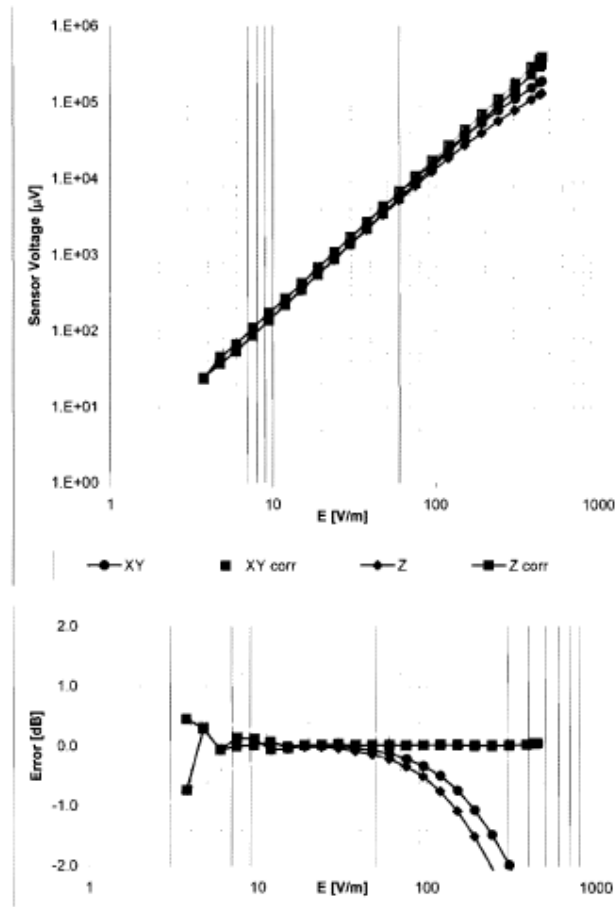 1.E+06
1.E+05
1.E+04
1.E+03
1.E+02
1.E+01
1.E+00
Sensor Voltage [µV]
1 10 100 1000
E [V/m]
XY XY corr Z Z corr
2.0
1.0
0.0
-1.0
-2.0
Error [dB]
1 10 100 1000
E [V/m]